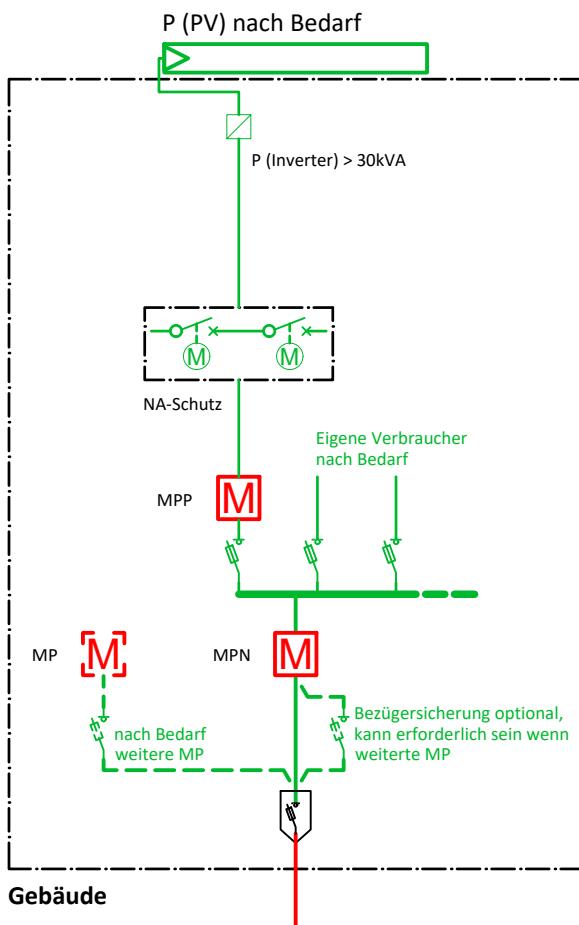 P (PV) nach Bedarf
P (Inverter) > 30kVA
M
M
NA-Schutz
Eigene Verbraucher
nach Bedarf
MPP
M
MP
M
MPN
M
nach Bedarf
weitere MP
Bezügersicherung optional,
kann erforderlich sein wenn
weiterte MP
Gebäude